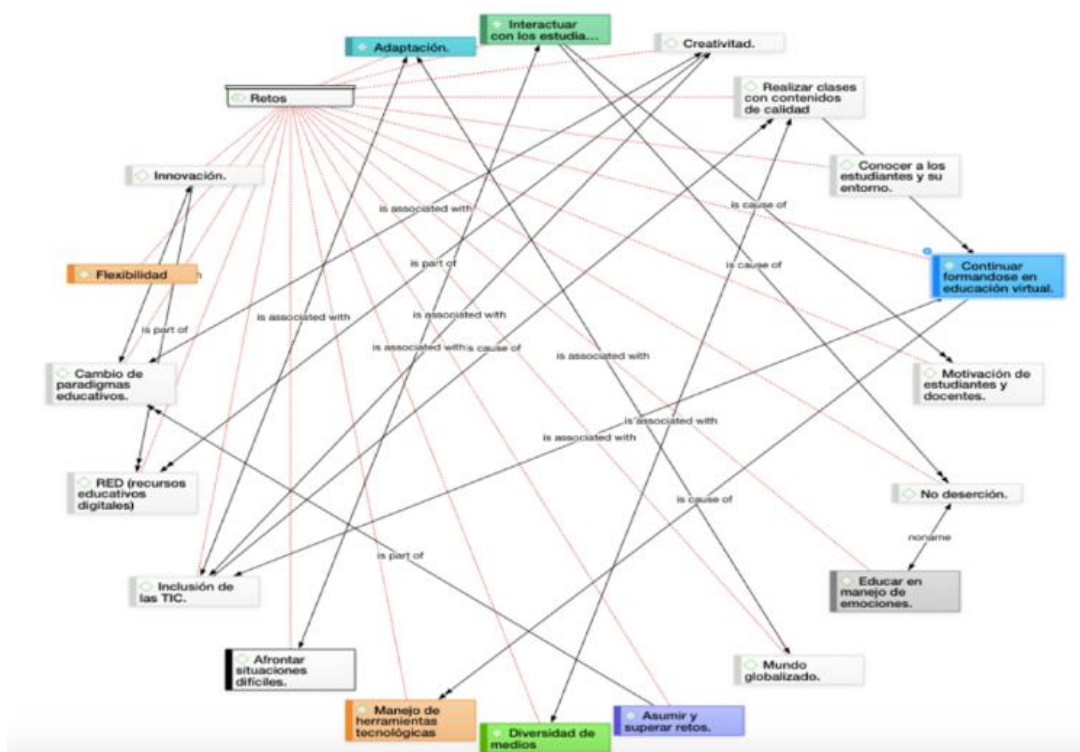 Interactuar
con los estudia...
Adaptación.
Creativitad.
Retos
Realizar clases
con contenidos
de calidad
Innovación.
Conocer a los
estudiantes y su
entorno.
is associated with
is cause of
is part of
is cause of
Flexibilidad
Continuar
formandose en
educación virtual.
is associated with
is associated with
is part of
is associated with
is cause of
is associated with
Cambio de
paradigmas
educativos.
Motivación de
estudiantes y
docentes.
is associated with
is associated with
RED (recursos
educativos
digitales)
No deserción.
is cause of
noname
is part of
Inclusión de
las TIC.
Educar en
manejo de
emociones.
Afrontar
situaciones
difíciles.
Mundo
globalizado.
Manejo de
herramientas
tecnológicas
Asumir y
superar retos.
Diversidad de
medios